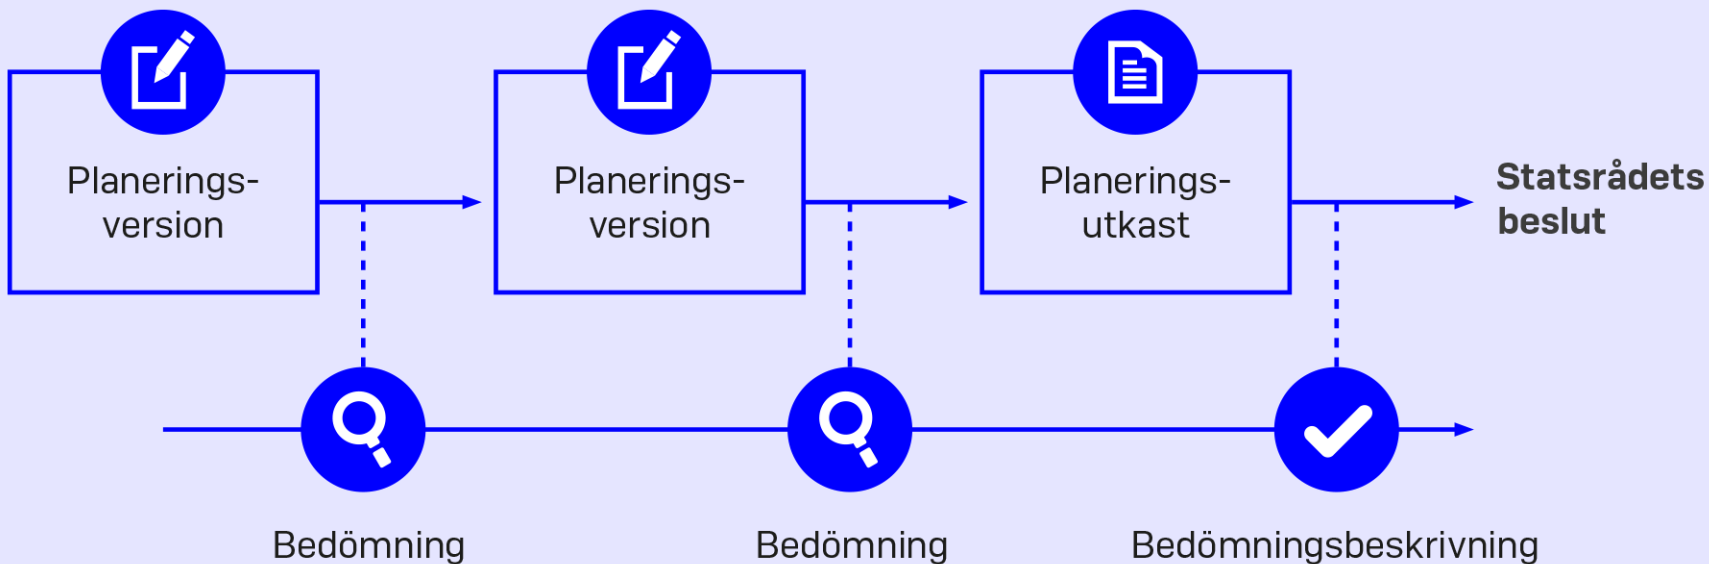 Planerings-
version
Planerings-
version
Planerings-
utkast
Statsrådets
beslut
Bedömning
Bedömning
Bedömningsbeskrivning